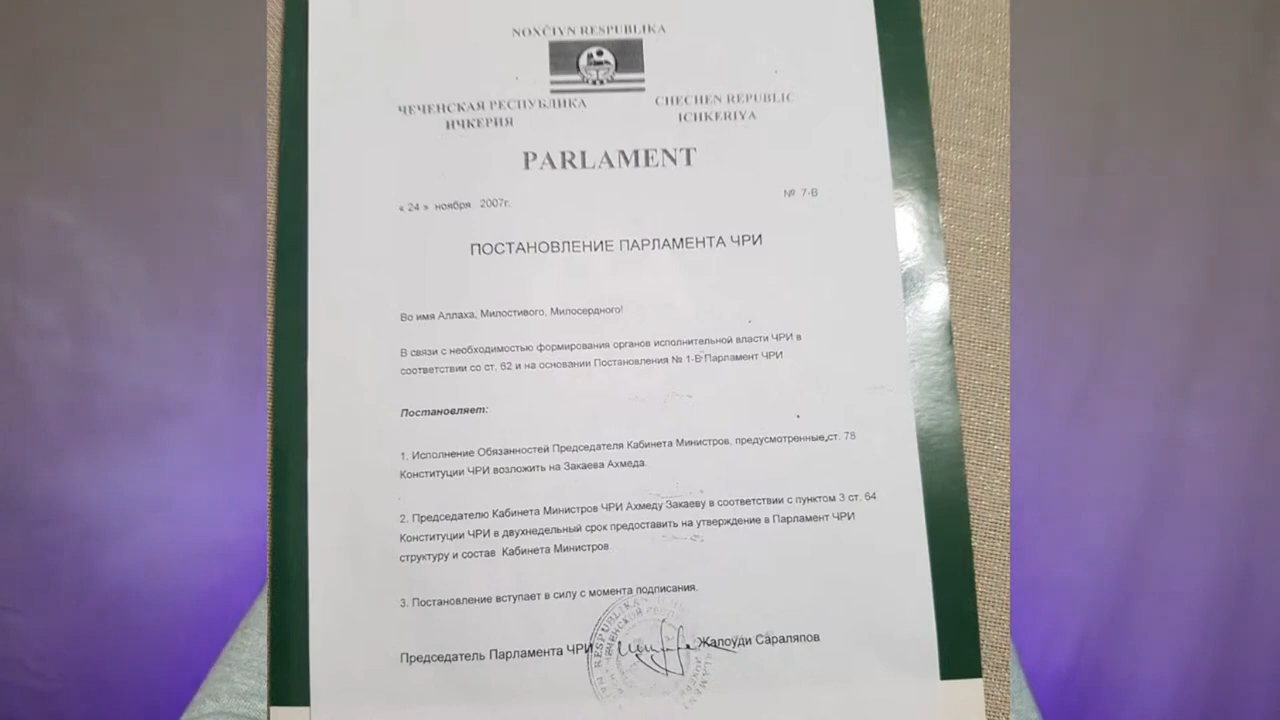 NOXÇIYN RESPUBLIKA
ЧЕЧЕНСКАЯ РЕСПУБЛИКА
ИЧКЕРИЯ
CHECHEN REPUBLIC
ICHKERIYA
PARLAMENT
« 24 » ноября 2007г.
№ 7-В
ПОСТАНОВЛЕНИЕ ПАРЛАМЕНТА ЧРИ
Во имя Аллаха, Милостивого, Милосердного!
В связи с необходимостью формирования органов исполнительной власти ЧРИ в
соответствии со ст. 62 и на основании Постановления № 1-В Парламент ЧРИ
Постановляет:
1. Исполнение Обязанностей Председателя Кабинета Министров, предусмотренные ст. 78
Конституции ЧРИ возложить на Закаева Ахмеда.
2. Председателю Кабинета Министров ЧРИ Ахмеду Закаеву в соответствии с пунктом 3 ст. 64
Конституции ЧРИ в двухнедельный срок предоставить на утверждение в Парламент ЧРИ
структуру и состав Кабинета Министров
3. Постановление вступает в силу с момента подписания.
Председатель Парламента ЧРИ Жалоуди Сараляпов
RESPUBLIKA
ЧЕЧЕНСКОЙ